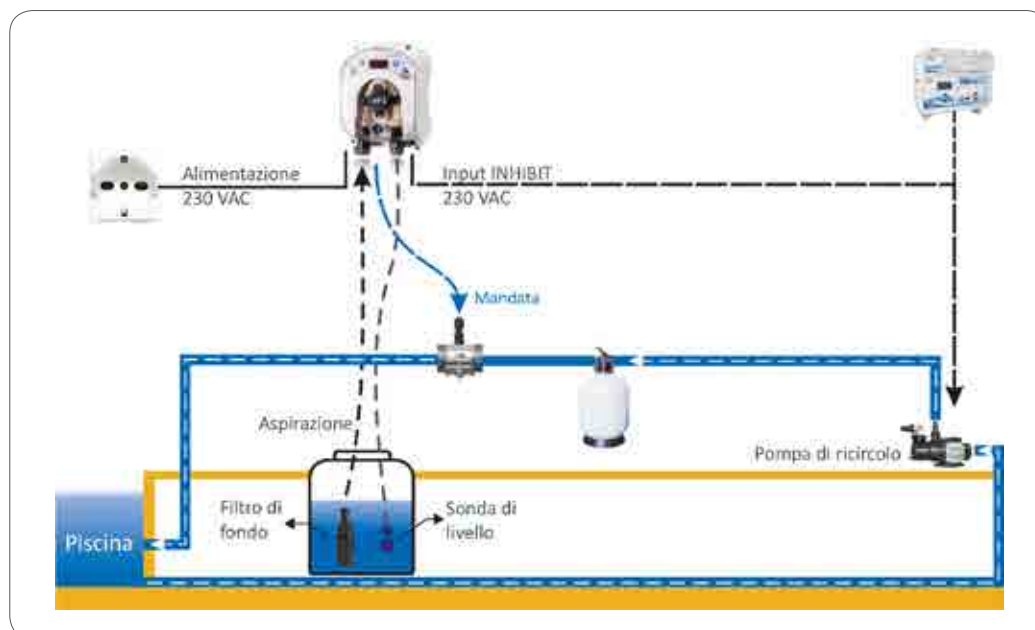 Alimentazione
230 VAC
Input INHIBIT
230 VAC
Mandata
Aspirazione
Pompa di ricircolo
Filtro di
fondo
Sonda di
livello
Piscina